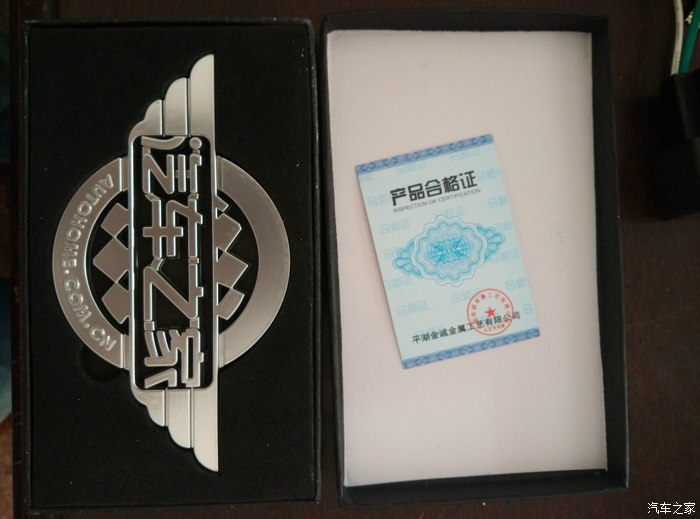 汽车之家
AUTOHOME.COM.CN
产品合格证
INSPECTION OK CERTIFICATION
平湖金诚金属工艺有限公司
汽车之家